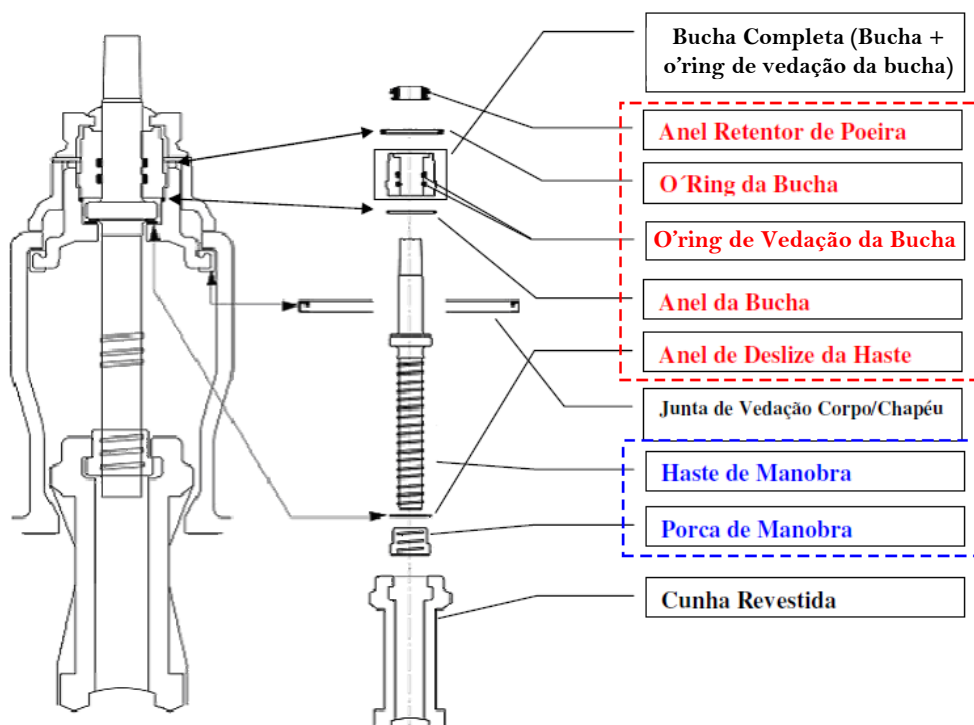 Bucha Completa (Bucha +
o’ring de vedação da bucha)
Anel Retentor de Poeira
O´Ring da Bucha
O’ring de Vedação da Bucha
Anel da Bucha
Anel de Deslize da Haste
Junta de Vedação Corpo/Chapéu
Haste de Manobra
Porca de Manobra
Cunha Revestida